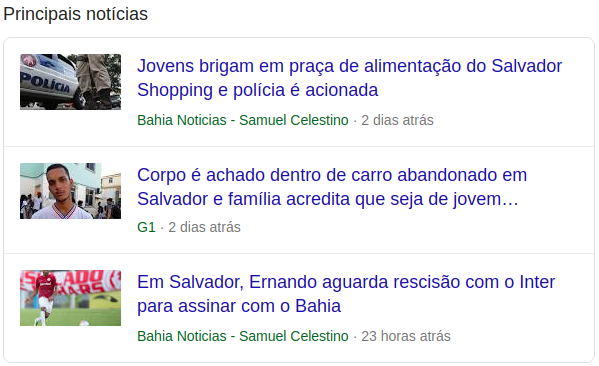 Principais notícias
Jovens brigam em praça de alimentação do Salvador
Shopping e polícia é acionada
Bahia Noticias - Samuel Celestino · 2 dias atrás
POLÍCIA
Corpo é achado dentro de carro abandonado em
Salvador e família acredita que seja de jovem…
G1 · 2 dias atrás
Em Salvador, Ernando aguarda rescisão com o Inter
para assinar com o Bahia
Bahia Noticias - Samuel Celestino · 23 horas atrás